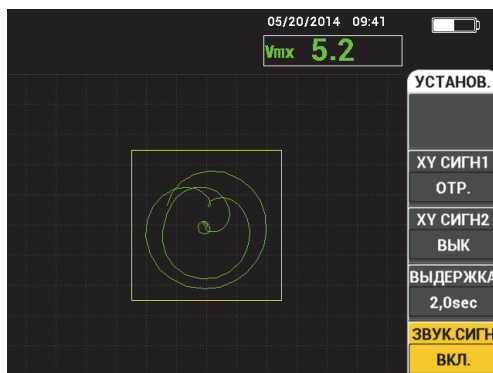 05/20/2014 09:41
Vmx 5.2
УСТАНОВ.
XY СИГН1
ОТР.
XY СИГН2
ВЫК
ВЫДЕРЖКА
2,0sec
ЗВУК.СИГН
ВКЛ.